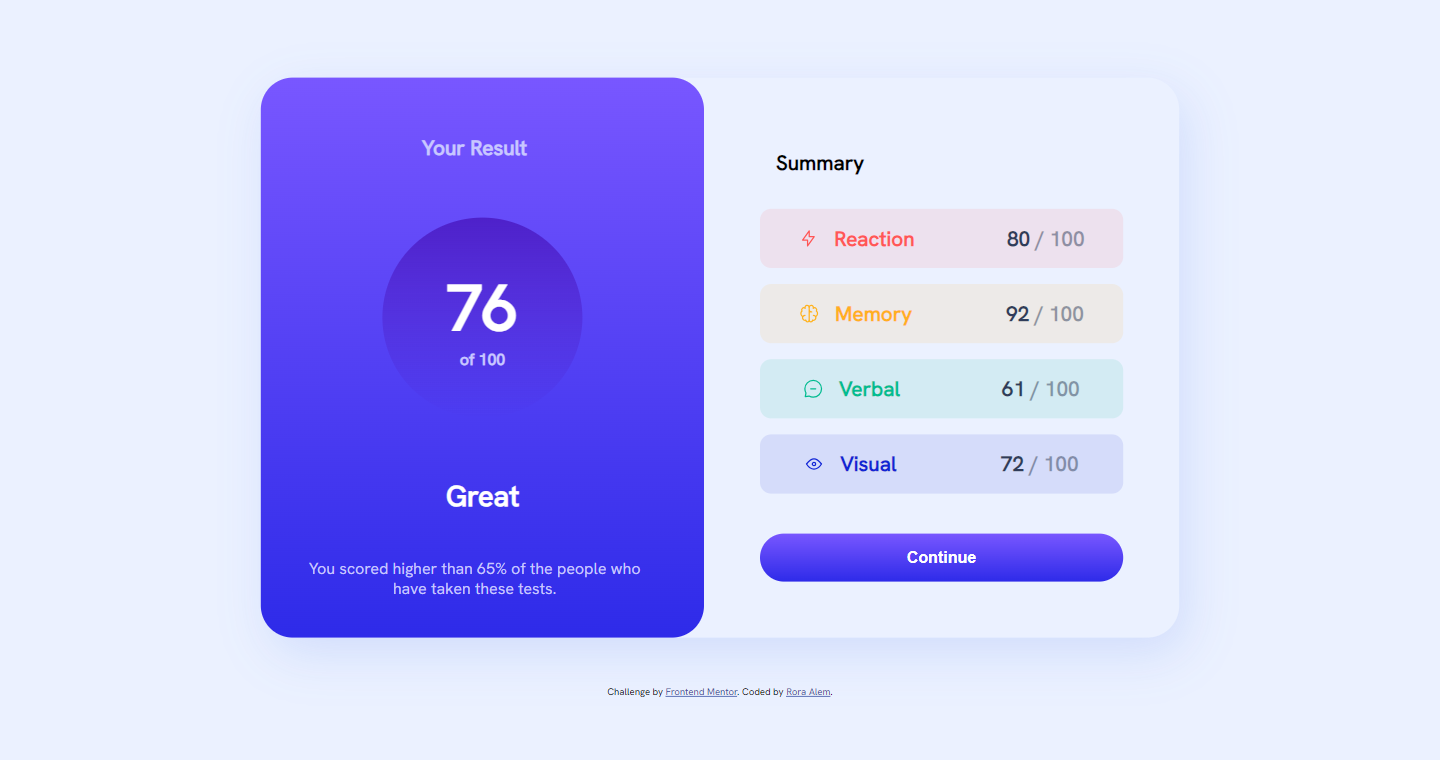 Your Result
76
of 100
Great
You scored higher than 65% of the people who
have taken these tests.
Summary
Reaction 80 / 100
Memory 92 / 100
Verbal 61 / 100
Visual 72 / 100
Continue
Challenge by Frontend Mentor. Coded by Rora Alem.